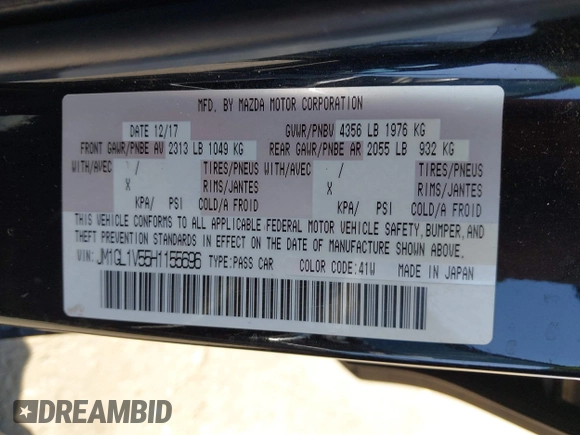 MFD. BY MAZDA MOTOR CORPORATION
DATE 12/17 GVWR/PNBV 4356 LB 1976 KG
FRONT GAWR/PNBE AV 2313 LB 1049 KG REAR GAWR/PNBE AR 2055 LB 932 KG
WITH/AVEC / TIRES/PNEUS WITH/AVEC / TIRES/PNEUS
X RIMS/JANTES X RIMS/JANTES
KPA/ PSI COLD/A FROID KPA/ PSI COLD/A FROID
THIS VEHICLE CONFORMS TO ALL APPLICABLE FEDERAL MOTOR VEHICLE SAFETY, BUMPER, AND
THEFT PREVENTION STANDARDS IN EFFECT ON THE DATE OF MANUFACTURE SHOWN ABOVE.
VIN: JM1GL1V55H1155696 TYPE: PASS CAR COLOR CODE: 41W MADE IN JAPAN
DREAMBID